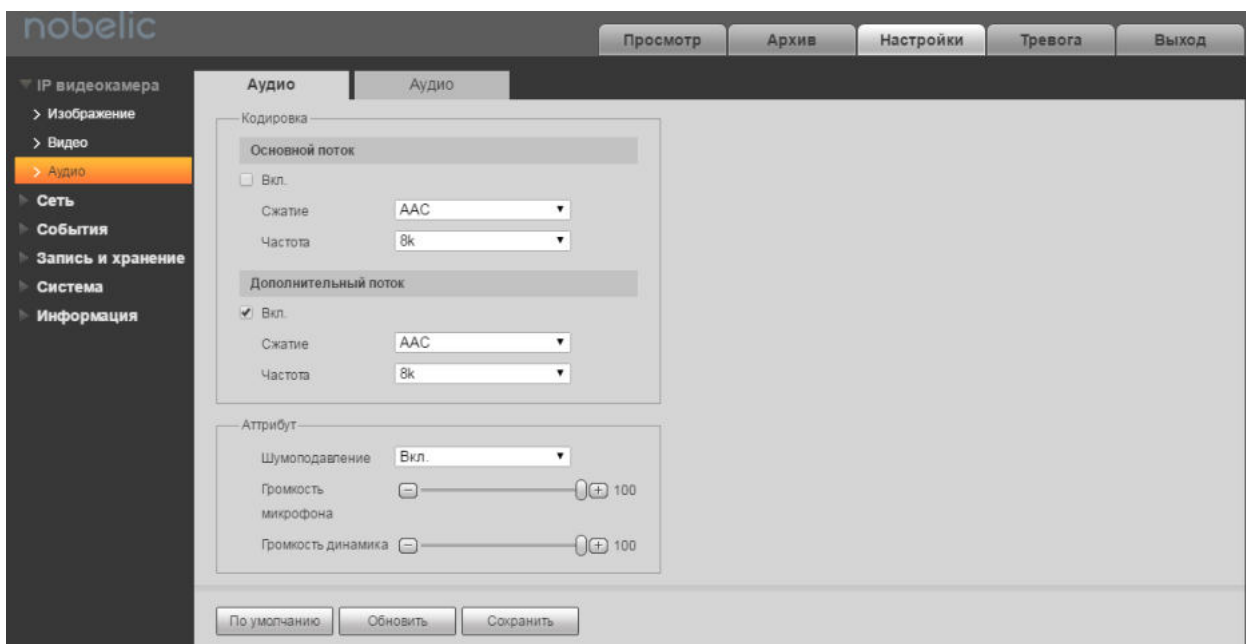 nobelic
Просмотр
Архив
Настройки
Тревога
Выход
IP видеокамера
Изображение
Видео
Аудио
Сеть
События
Запись и хранение
Система
Информация
Аудио
Аудио
Кодировка
Основной поток
Вкл.
Сжатие
AAC
Частота
8k
Дополнительный поток
Вкл.
Сжатие
AAC
Частота
8k
Аттрибут
Шумоподавление
Вкл.
Громкость
микрофона
100
Громкость динамика
100
По умолчанию
Обновить
Сохранить